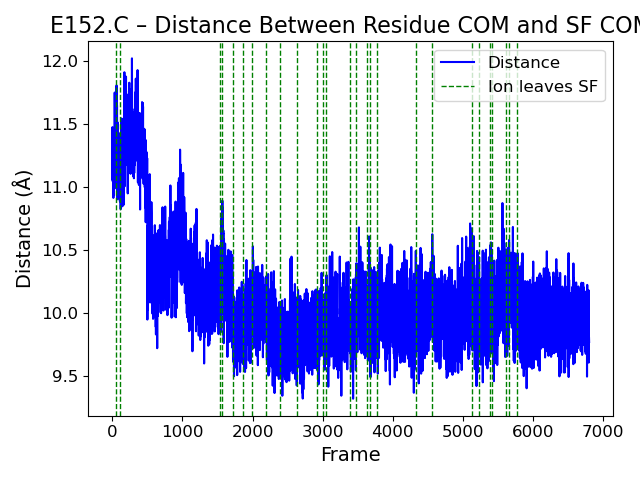 E152.C – Distance Between Residue COM and SF COM
12.0
11.5
11.0
10.5
10.0
9.5
Distance (Å)
0 1000 2000 3000 4000 5000 6000 7000
Frame
Distance
Ion leaves SF